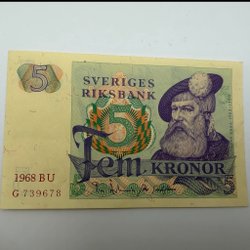 5
SVERIGES
RIKSBANK
5
Fem KRONOR
1968 BU
G 739678